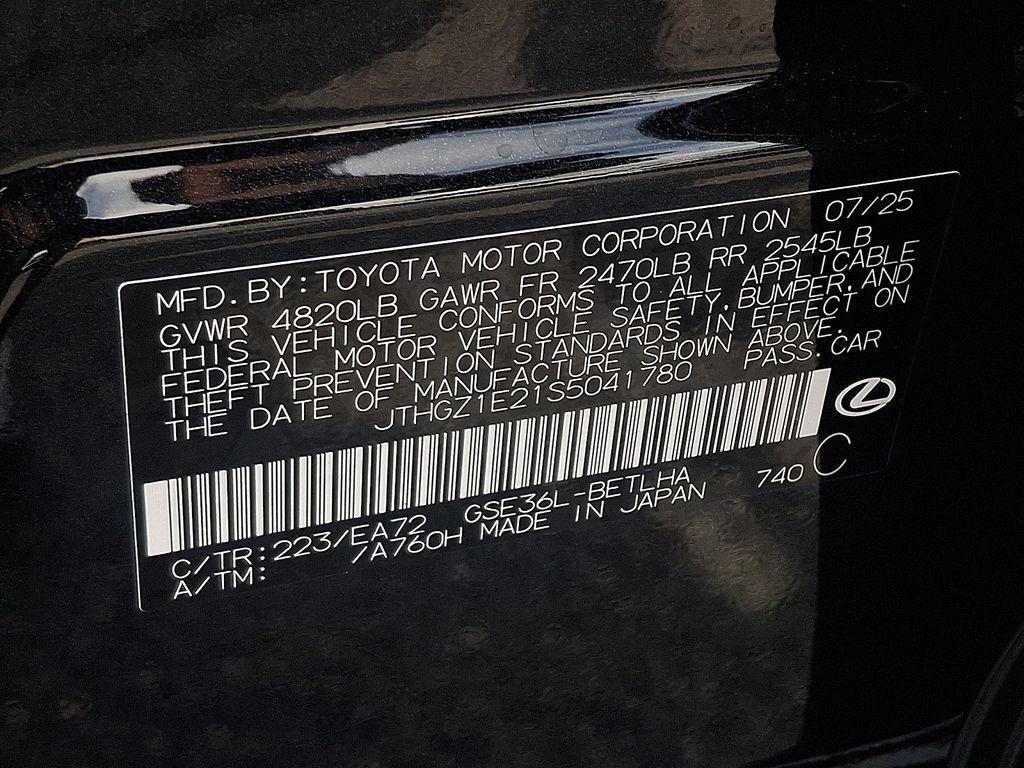 MFD. BY: TOYOTA MOTOR CORPORATION 07/25
GVWR 4820LB GAWR FR 2470LB RR 2545LB
THIS VEHICLE CONFORMS TO ALL APPLICABLE
FEDERAL MOTOR VEHICLE SAFETY, BUMPER, AND
THEFT PREVENTION STANDARDS IN EFFECT ON
THE DATE OF MANUFACTURE SHOWN ABOVE.
JTHGZ1E21S5041780 PASS. CAR
C/TR: 223/EA72 GSE36L-BETLHA 740 C
A/TM: /A760H MADE IN JAPAN